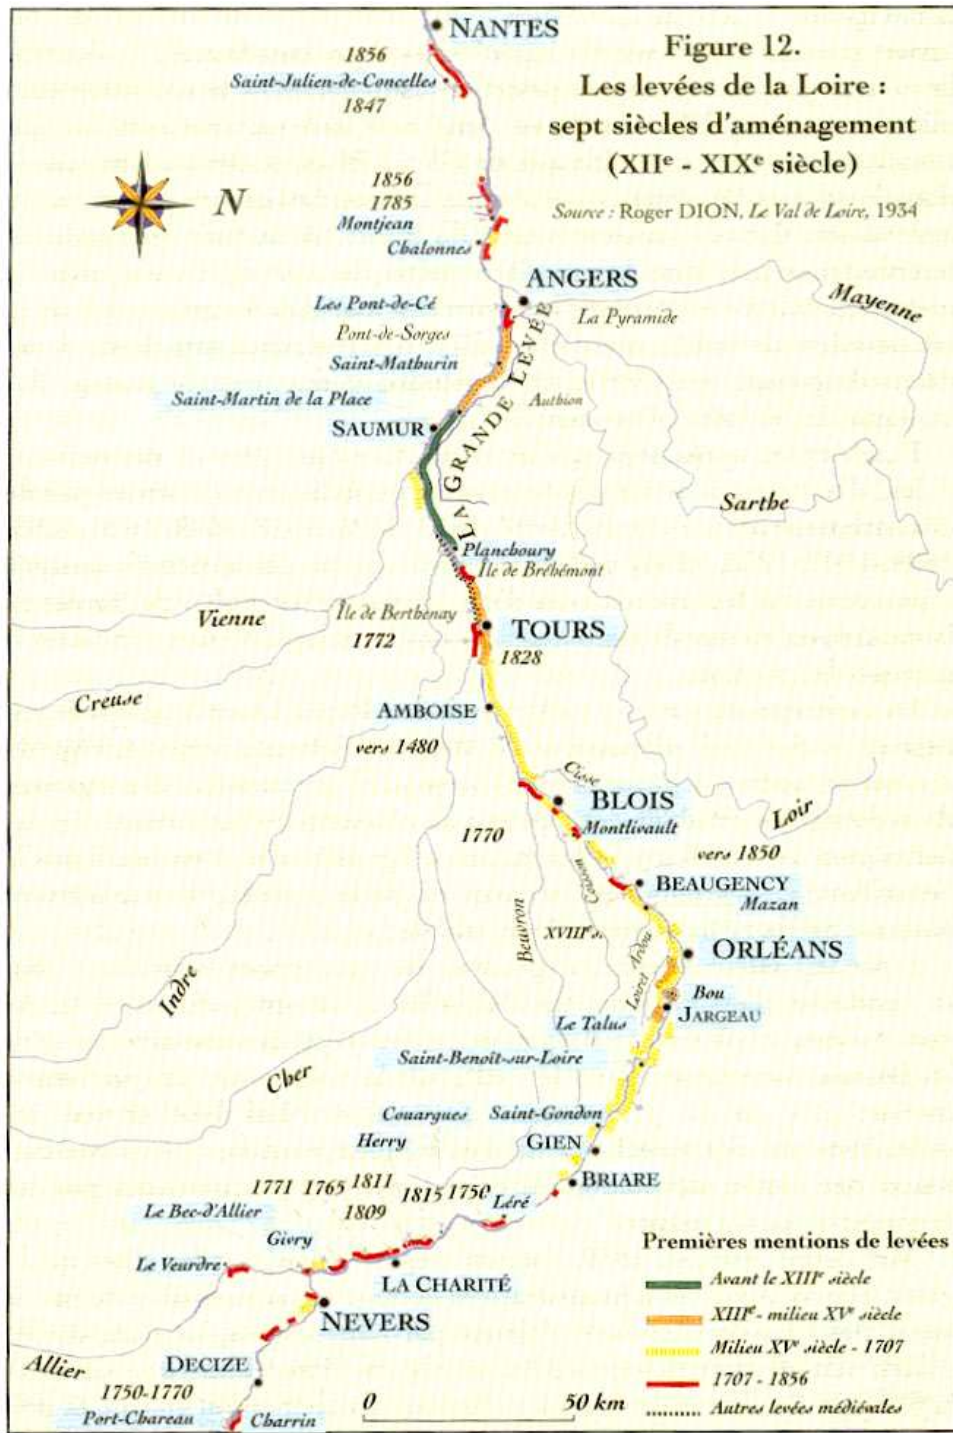 NANTES
Figure 12.
Les levées de la Loire :
sept siècles d'aménagement
(XIIe - XIXe siècle)
Source : Roger DION, Le Val de Loire, 1934
1856
Saint-Julien-de-Concelles
1847
N
1856
1785
Montjean
Chalonnes
ANGERS
Mayenne
Les Pont-de-Cé
La Pyramide
Pont-de-Sorges
Saint-Mathurin
LA GRANDE LEVÉE
Saint-Martin de la Place
Authion
SAUMUR
Sarthe
Planchoury
Île de Bréhémont
Vienne
Île de Berthenay
1772
TOURS
1828
Creuse
AMBOISE
vers 1480
Cisse
BLOIS
Loir
Montlivault
1770
vers 1850
Cosson
BEAUGENCY
Mazan
Beuvron
XVIIIe s.
Ardou
ORLÉANS
Indre
Loiret
Bou
JARGEAU
Le Talus
Saint-Benoît-sur-Loire
Cher
Couargues
Saint-Gondon
Herry
GIEN
BRIARE
1771
1765
1811
1809
1815
1750
Léré
Le Bec-d'Allier
Givry
Le Veurdre
LA CHARITÉ
NEVERS
Allier
DECIZE
1750-1770
Port-Chareau
Charrin
0
50 km
Premières mentions de levées
Avant le XIIIe siècle
XIIIe - milieu XVe siècle
Milieu XVe siècle - 1707
1707 - 1856
Autres levées médiévales